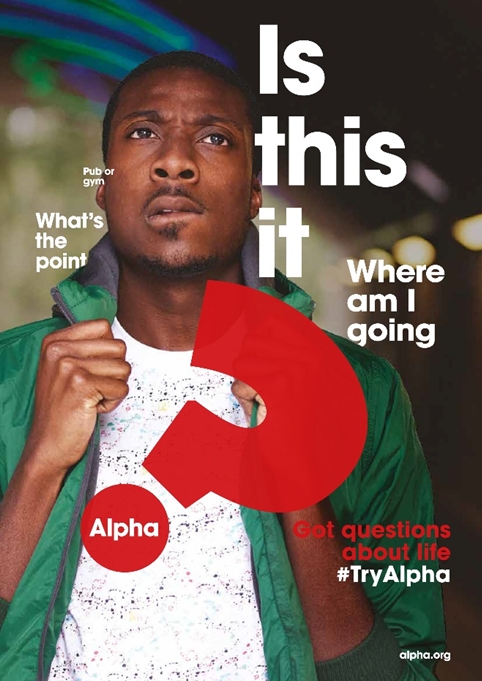 Is
this
it
Pub or
gym
What's
the
point
Where
am I
going
?
Alpha
Got questions
about life
#TryAlpha
alpha.org